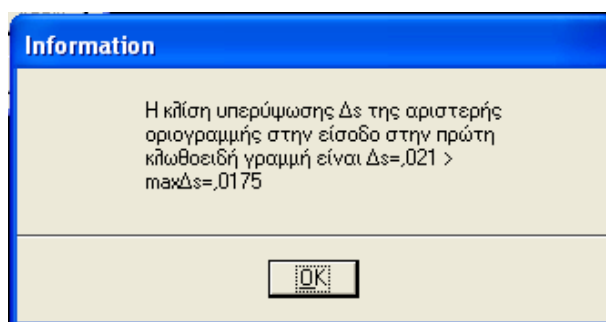 Information
Η κλίση υπερύψωσης Δs της αριστερής
οριογραμμής στην είσοδο στην πρώτη
κλωθοειδή γραμμή είναι Δs=,021 >
maxΔs=,0175
OK